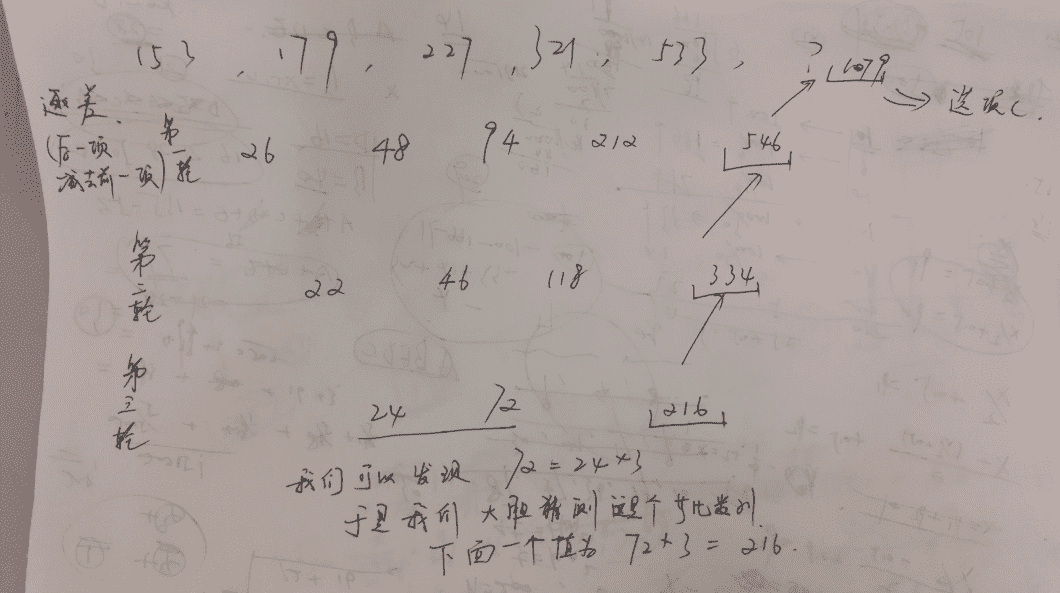 153, 179, 227, 321, 533, ? 1079 => 选项C.
逐差.
(后一项
减去前一项) 第一轮 26 48 94 212 546
第二轮 22 46 118 334
第三轮 24 72 216
我们可以发现 72=24×3
于是我们大胆猜测这是个等比数列.
下面一个值为 72×3=216.